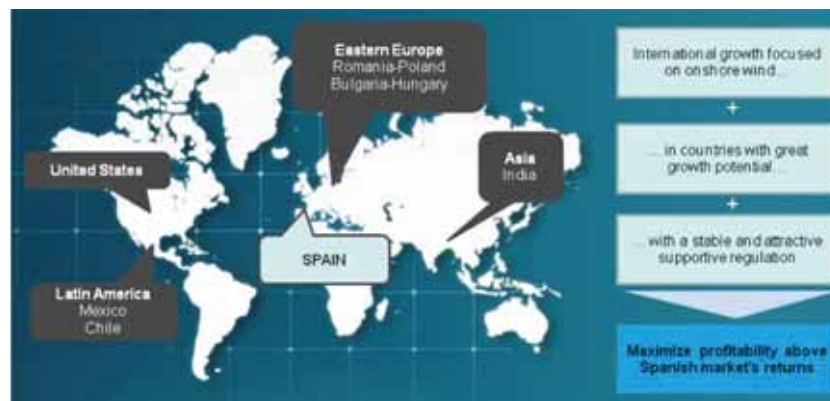 Eastern Europe
Romania-Poland
Bulgaria-Hungary
United States
Asia
India
SPAIN
Latin America
Mexico
Chile
International growth focused
on onshore wind...
+
... in countries with great
growth potential...
+
... with a stable and attractive
supportive regulation
Maximize profitability above
Spanish market's returns